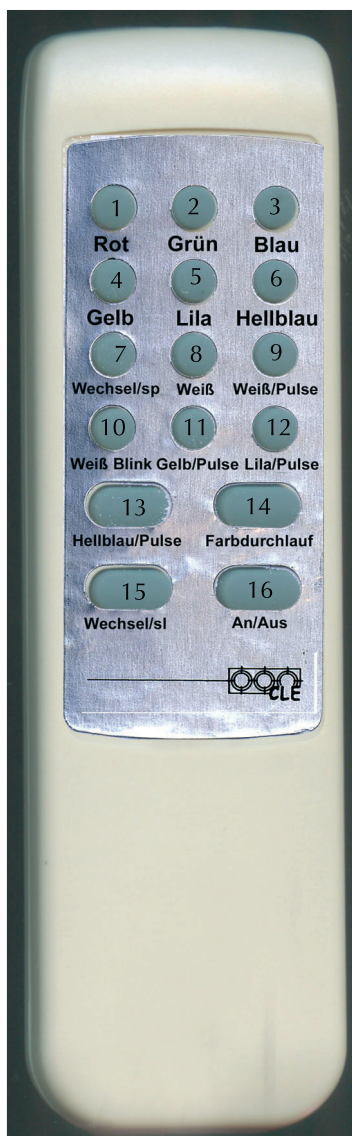 1 2 3
Rot Grün Blau
4 5 6
Gelb Lila Hellblau
7 8 9
Wechsel/sp Weiß Weiß/Pulse
10 11 12
Weiß Blink Gelb/Pulse Lila/Pulse
13 14
Hellblau/Pulse Farbdurchlauf
15 16
Wechsel/sl An/Aus
CLE